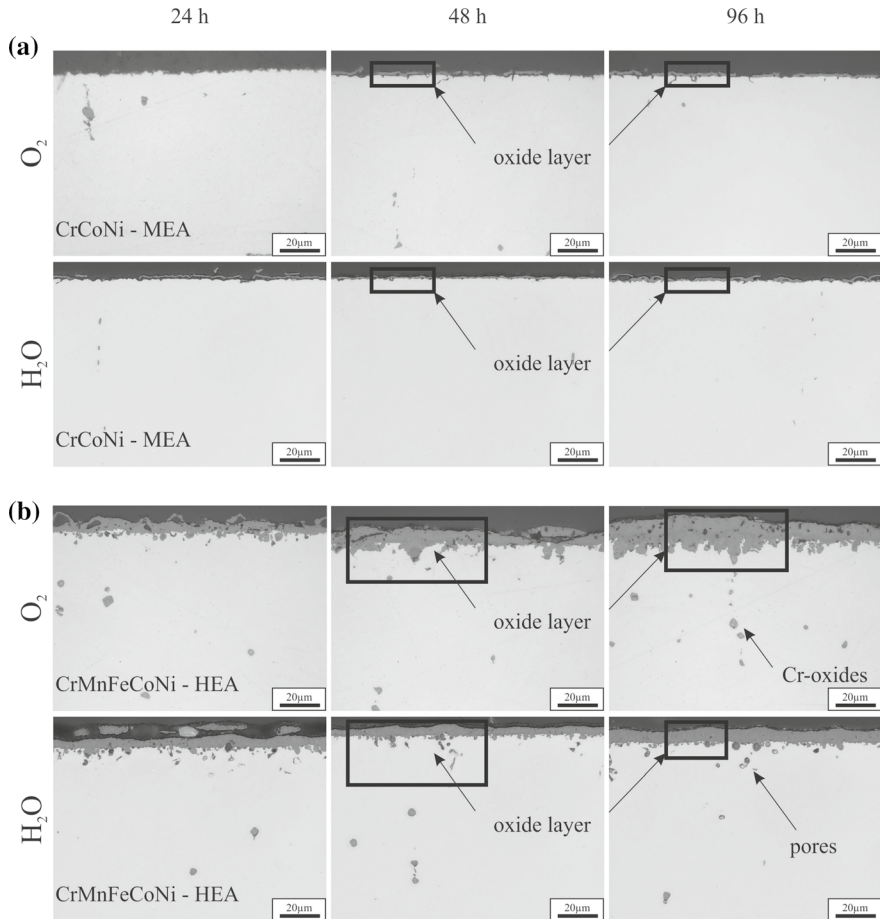 24 h 48 h 96 h
(a)
O₂
oxide layer
CrCoNi - MEA
20µm 20µm 20µm
H₂O
oxide layer
CrCoNi - MEA
20µm 20µm 20µm
(b)
O₂
oxide layer
Cr-oxides
CrMnFeCoNi - HEA
20µm 20µm 20µm
H₂O
oxide layer
pores
CrMnFeCoNi - HEA
20µm 20µm 20µm